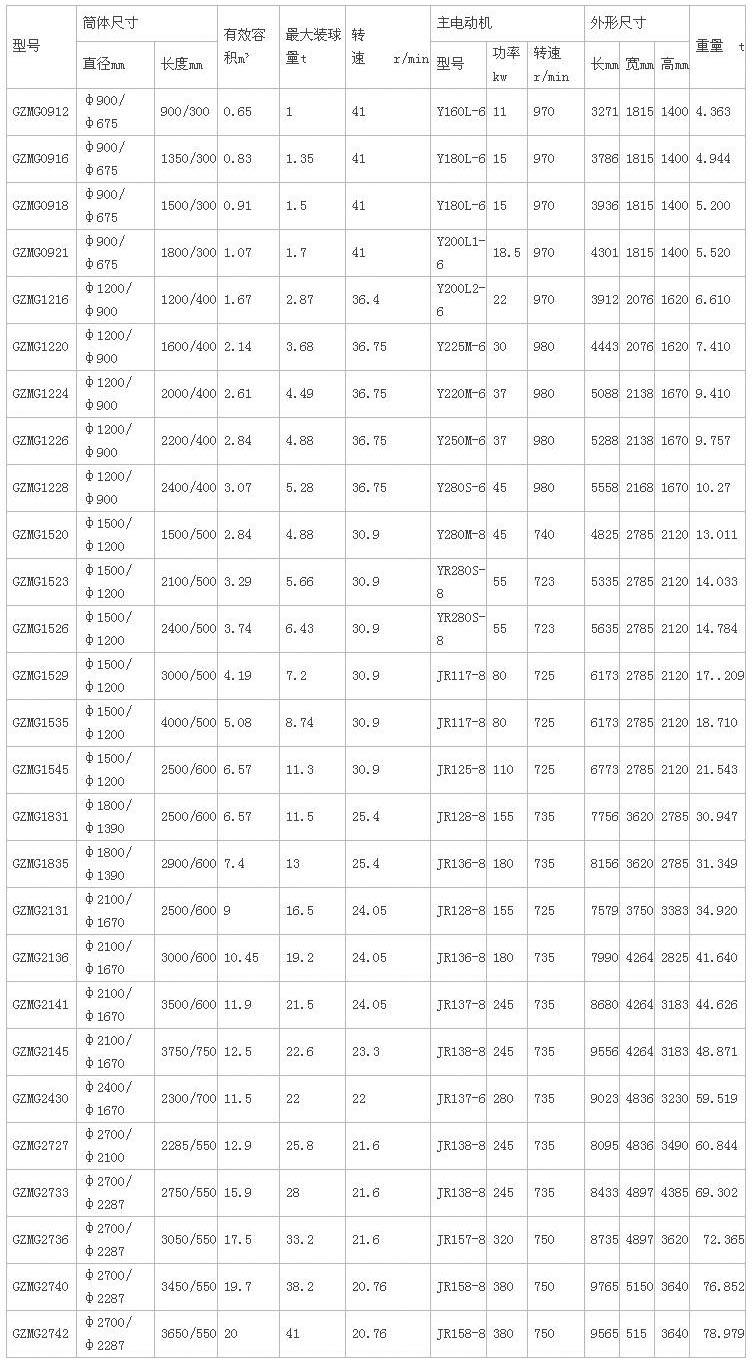 型号 筒体尺寸 有效容积m³ 最大装球量t 转速 r/min 主电动机 外形尺寸 重量 t
直径mm 长度mm 型号 功率kw 转速r/min 长mm 宽mm 高mm
GZMG0912 φ900/φ675 900/300 0.65 1 41 Y160L-6 11 970 3271 1815 1400 4.363
GZMG0916 φ900/φ675 1350/300 0.83 1.35 41 Y180L-6 15 970 3786 1815 1400 4.944
GZMG0918 φ900/φ675 1500/300 0.91 1.5 41 Y180L-6 15 970 3936 1815 1400 5.200
GZMG0921 φ900/φ675 1800/300 1.07 1.7 41 Y200L1-6 18.5 970 4301 1815 1400 5.520
GZMG1216 φ1200/φ900 1200/400 1.67 2.87 36.4 Y200L2-6 22 970 3912 2076 1620 6.610
GZMG1220 φ1200/φ900 1600/400 2.14 3.68 36.75 Y225M-6 30 980 4443 2076 1620 7.410
GZMG1224 φ1200/φ900 2000/400 2.61 4.49 36.75 Y220M-6 37 980 5088 2138 1670 9.410
GZMG1226 φ1200/φ900 2200/400 2.84 4.88 36.75 Y250M-6 37 980 5288 2138 1670 9.757
GZMG1228 φ1200/φ900 2400/400 3.07 5.28 36.75 Y280S-6 45 980 5558 2168 1670 10.27
GZMG1520 φ1500/φ1200 1500/500 2.84 4.88 30.9 Y280M-8 45 740 4825 2785 2120 13.011
GZMG1523 φ1500/φ1200 2100/500 3.29 5.66 30.9 YR280S-8 55 723 5335 2785 2120 14.033
GZMG1526 φ1500/φ1200 2400/500 3.74 6.43 30.9 YR280S-8 55 723 5635 2785 2120 14.784
GZMG1529 φ1500/φ1200 3000/500 4.19 7.2 30.9 JR117-8 80 725 6173 2785 2120 17..209
GZMG1535 φ1500/φ1200 4000/500 5.08 8.74 30.9 JR117-8 80 725 6173 2785 2120 18.710
GZMG1545 φ1500/φ1200 2500/600 6.57 11.3 30.9 JR125-8 110 725 6773 2785 2120 21.543
GZMG1831 φ1800/φ1390 2500/600 6.57 11.5 25.4 JR128-8 155 735 7756 3620 2785 30.947
GZMG1835 φ1800/φ1390 2900/600 7.4 13 25.4 JR136-8 180 735 8156 3620 2785 31.349
GZMG2131 φ2100/φ1670 2500/600 9 16.5 24.05 JR128-8 155 725 7579 3750 3383 34.920
GZMG2136 φ2100/φ1670 3000/600 10.45 19.2 24.05 JR136-8 180 735 7990 4264 2825 41.640
GZMG2141 φ2100/φ1670 3500/600 11.9 21.5 24.05 JR137-8 245 735 8680 4264 3183 44.626
GZMG2145 φ2100/φ1670 3750/750 12.5 22.6 23.3 JR138-8 245 735 9556 4264 3183 48.871
GZMG2430 φ2400/φ1670 2300/700 11.5 22 22 JR137-6 280 735 9023 4836 3230 59.519
GZMG2727 φ2700/φ2100 2285/550 12.9 25.8 21.6 JR138-8 245 735 8095 4836 3490 60.844
GZMG2733 φ2700/φ2287 2750/550 15.9 28 21.6 JR138-8 245 735 8433 4897 4385 69.302
GZMG2736 φ2700/φ2287 3050/550 17.5 33.2 21.6 JR157-8 320 750 8735 4897 3620 72.365
GZMG2740 φ2700/φ2287 3450/550 19.7 38.2 20.76 JR158-8 380 750 9765 5150 3640 76.852
GZMG2742 φ2700/φ2287 3650/550 20 41 20.76 JR158-8 380 750 9565 515 3640 78.979